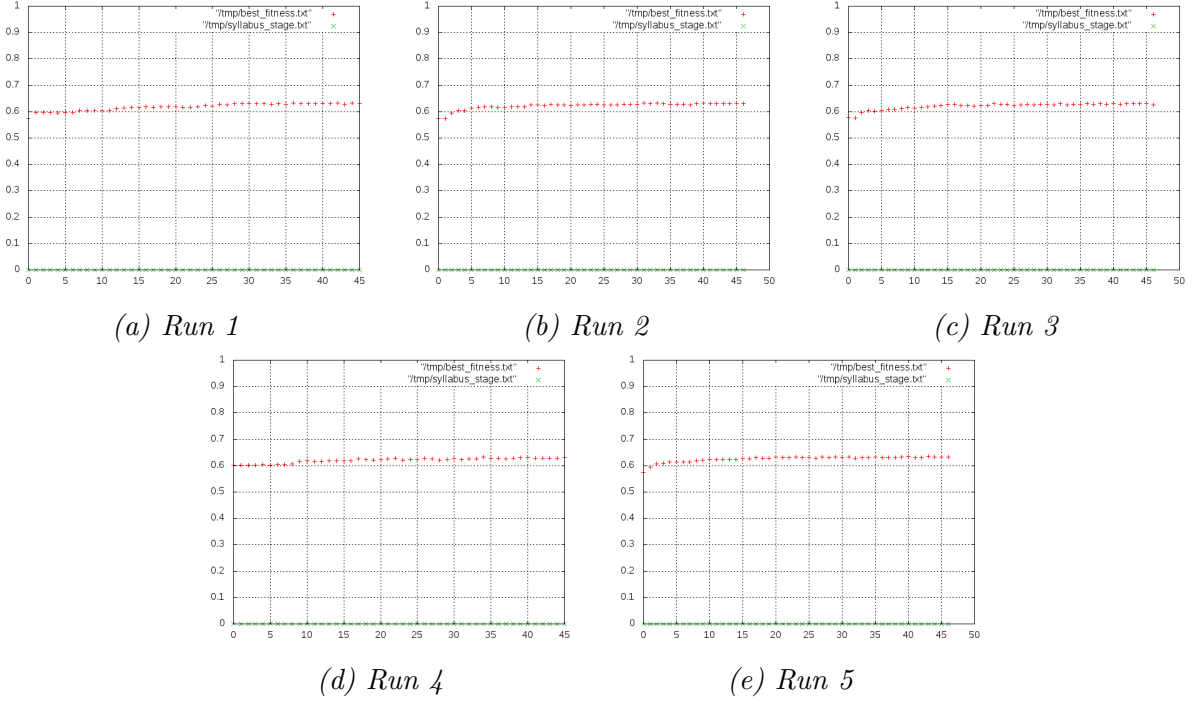 "/tmp/best_fitness.txt"
"/tmp/syllabus_stage.txt"
1
0.9
0.8
0.7
0.6
0.5
0.4
0.3
0.2
0.1
0
0 5 10 15 20 25 30 35 40 45
(a) Run 1
"/tmp/best_fitness.txt"
"/tmp/syllabus_stage.txt"
1
0.9
0.8
0.7
0.6
0.5
0.4
0.3
0.2
0.1
0
0 5 10 15 20 25 30 35 40 45 50
(b) Run 2
"/tmp/best_fitness.txt"
"/tmp/syllabus_stage.txt"
1
0.9
0.8
0.7
0.6
0.5
0.4
0.3
0.2
0.1
0
0 5 10 15 20 25 30 35 40 45 50
(c) Run 3
"/tmp/best_fitness.txt"
"/tmp/syllabus_stage.txt"
1
0.9
0.8
0.7
0.6
0.5
0.4
0.3
0.2
0.1
0
0 5 10 15 20 25 30 35 40 45
(d) Run 4
"/tmp/best_fitness.txt"
"/tmp/syllabus_stage.txt"
1
0.9
0.8
0.7
0.6
0.5
0.4
0.3
0.2
0.1
0
0 5 10 15 20 25 30 35 40 45 50
(e) Run 5